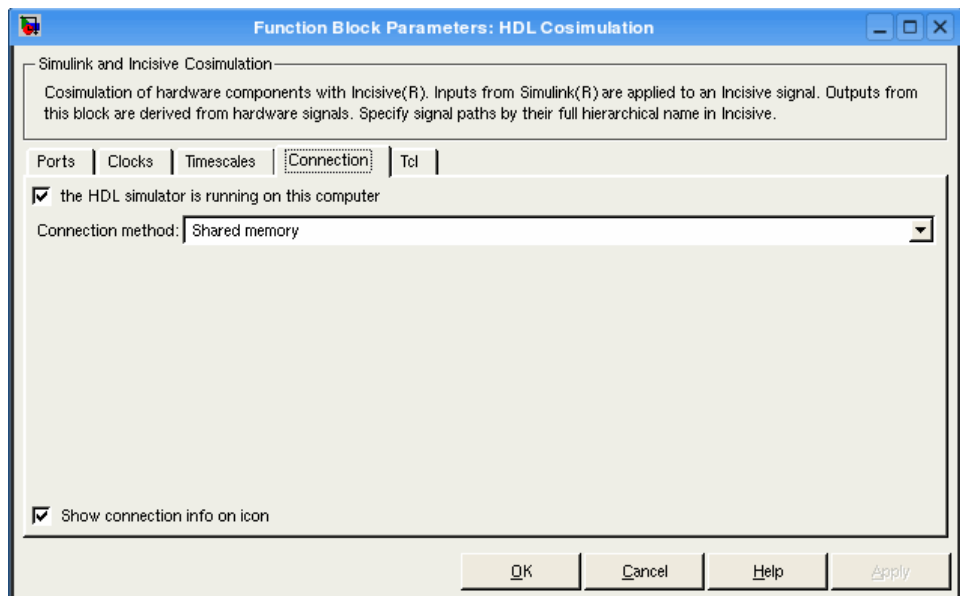 Function Block Parameters: HDL Cosimulation
Simulink and Incisive Cosimulation
Cosimulation of hardware components with Incisive(R). Inputs from Simulink(R) are applied to an Incisive signal. Outputs from
this block are derived from hardware signals. Specify signal paths by their full hierarchical name in Incisive.
Ports Clocks Timescales Connection Tcl
the HDL simulator is running on this computer
Connection method: Shared memory
Show connection info on icon
OK Cancel Help Apply